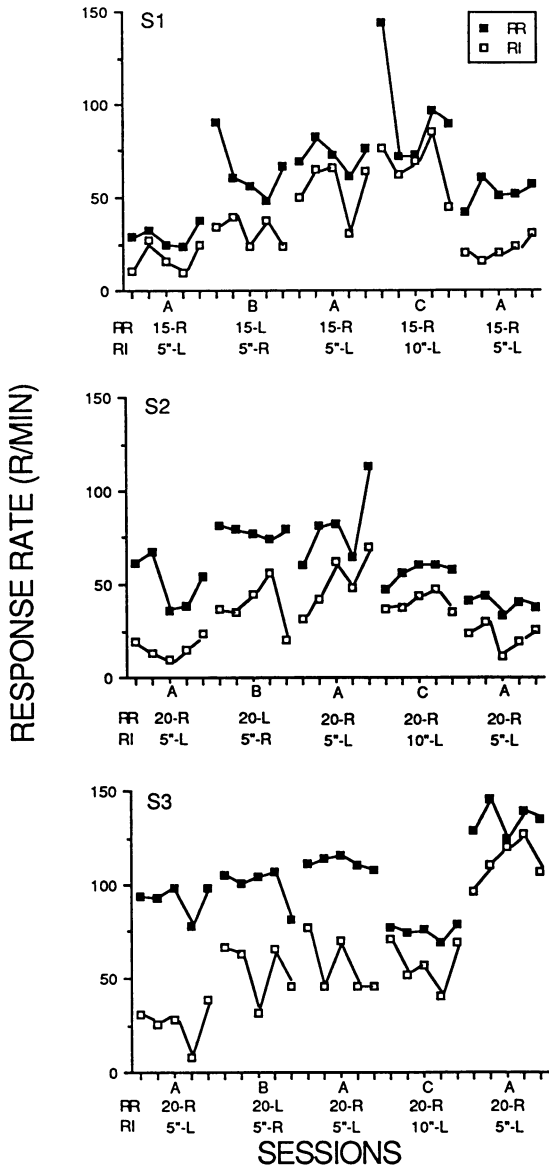 S1
RR
RI
150
100
50
0
A B A C A
RR 15-R 15-L 15-R 15-R 15-R
RI 5"-L 5"-R 5"-L 10"-L 5"-L
RESPONSE RATE (R/MIN)
S2
150
100
50
0
A B A C A
RR 20-R 20-L 20-R 20-R 20-R
RI 5"-L 5"-R 5"-L 10"-L 5"-L
S3
150
100
50
0
A B A C A
RR 20-R 20-L 20-R 20-R 20-R
RI 5"-L 5"-R 5"-L 10"-L 5"-L
SESSIONS